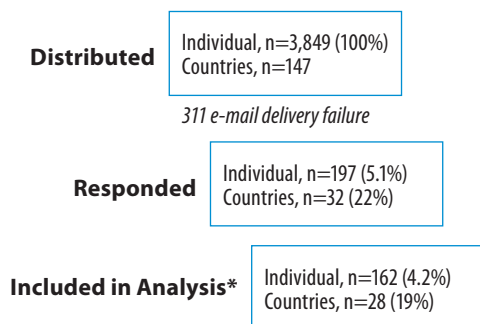 Distributed
Individual, n=3,849 (100%)
Countries, n=147
311 e-mail delivery failure
Responded
Individual, n=197 (5.1%)
Countries, n=32 (22%)
Included in Analysis*
Individual, n=162 (4.2%)
Countries, n=28 (19%)